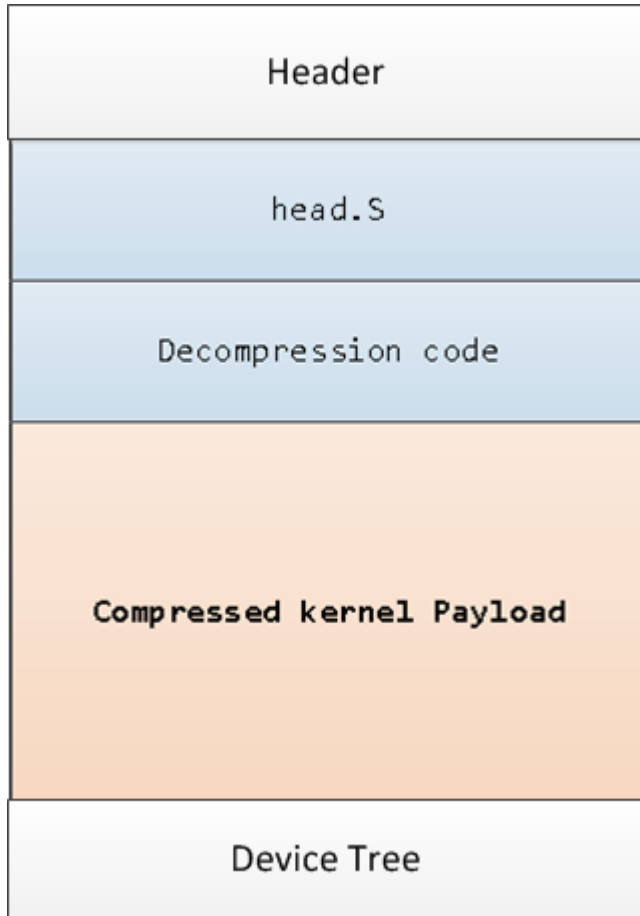 Header
head.S
Decompression code
Compressed kernel Payload
Device Tree